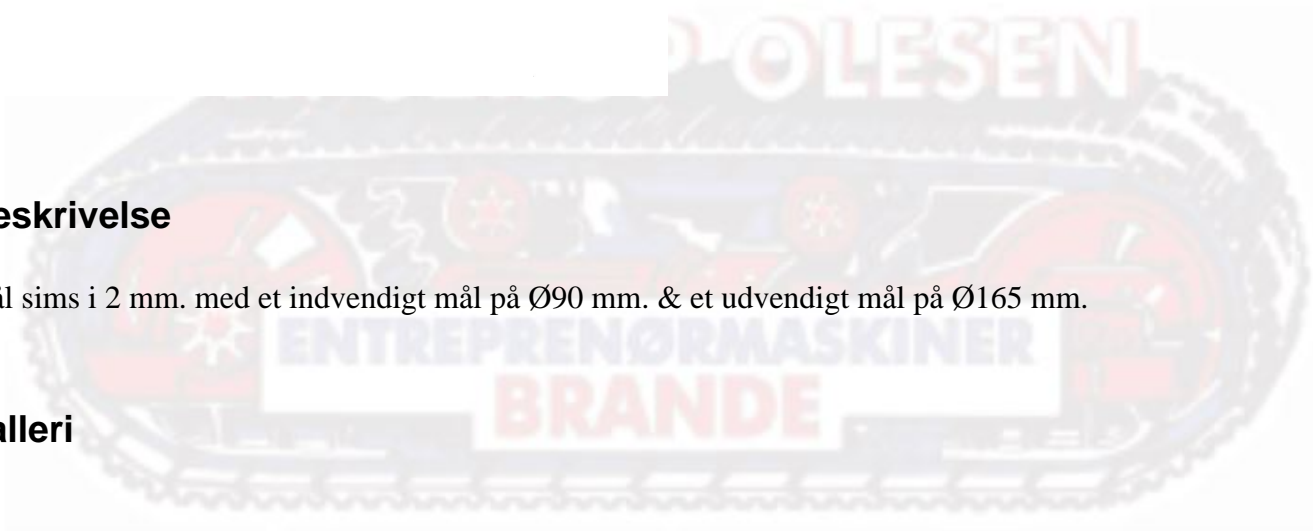 P OLESEN
eskrivelse
ål sims i 2 mm. med et indvendigt mål på Ø90 mm. & et udvendigt mål på Ø165 mm.
ENTREPRENØRMASKINER
BRANDE
alleri